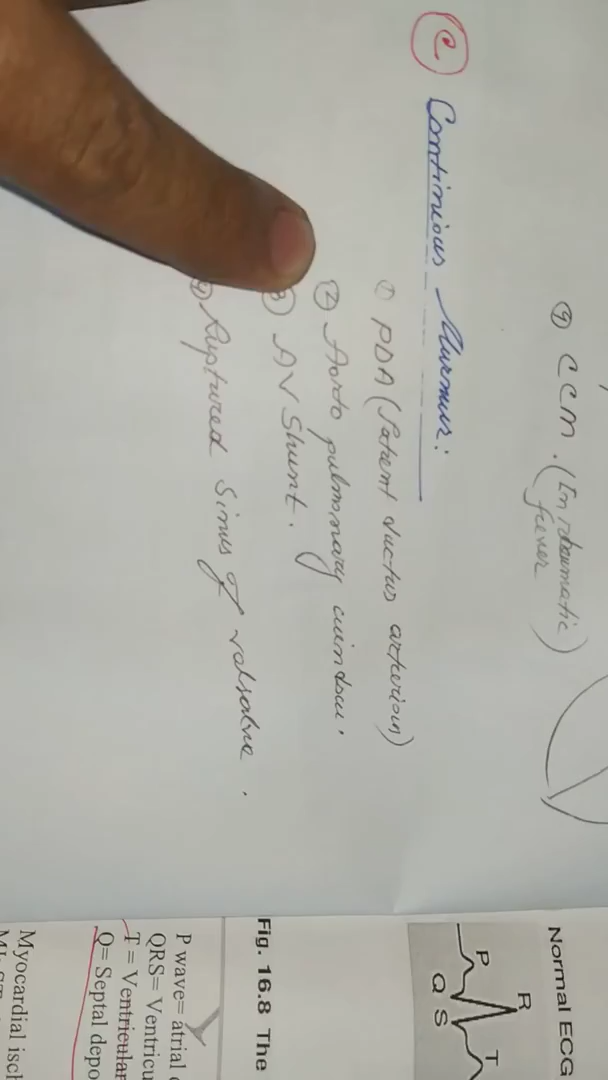 ④ CCM. (In rheumatic
fever)
Ⓒ Continious Murmur:
① PDA (Patent ductus arteriosus)
② Aorto pulmonary window.
③ AV Shunt.
④ Ruptured Sinus of valsalva.
Normal ECG
P
R
Q
S
T
Fig. 16.8 The
P wave= atrial
QRS= Ventricu
T = Ventricular
Q= Septal depo
Myocardial isch